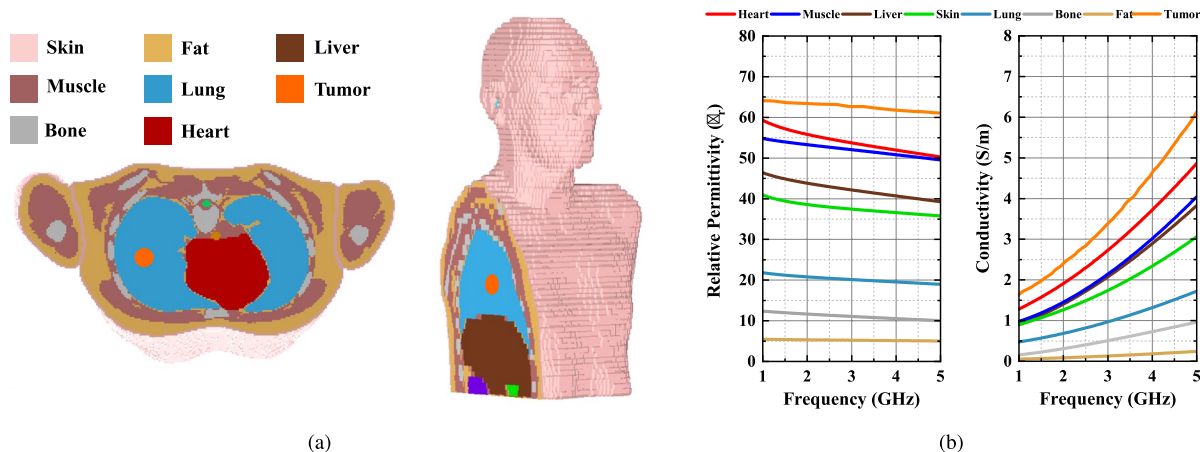 Skin
Fat
Liver
Muscle
Lung
Tumor
Bone
Heart
(a)
Heart Muscle Liver Skin Lung Bone Fat Tumor
Relative Permittivity (☒r)
80
70
60
50
40
30
20
10
0
1 2 3 4 5
Frequency (GHz)
Conductivity (S/m)
8
7
6
5
4
3
2
1
0
1 2 3 4 5
Frequency (GHz)
(b)